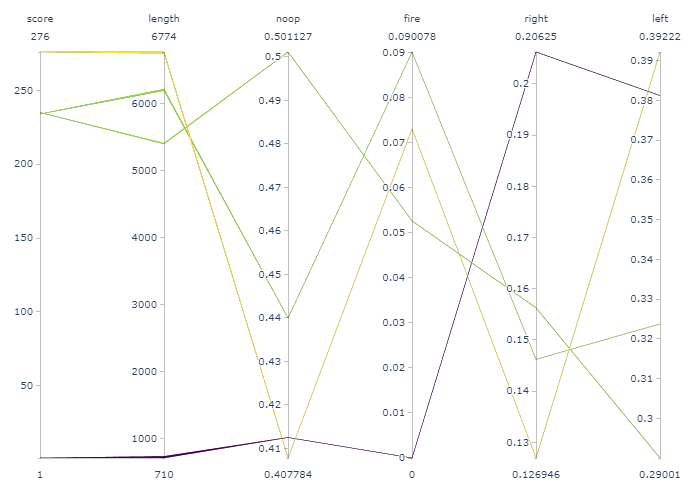 score length noop fire right left
276 6774 0.501127 0.090078 0.20625 0.39222
0.5 0.09 0.39
250 6000 0.49 0.08 0.2 0.38
0.48 0.07 0.19 0.37
200 5000 0.47 0.06 0.18 0.36
150 4000 0.46 0.05 0.17 0.35
0.45 0.04 0.16 0.34
100 3000 0.44 0.03 0.15 0.33
2000 0.43 0.02 0.32
50 0.42 0.01 0.14 0.31
1000 0.41 0 0.13 0.3
1 710 0.407784 0 0.126946 0.29001